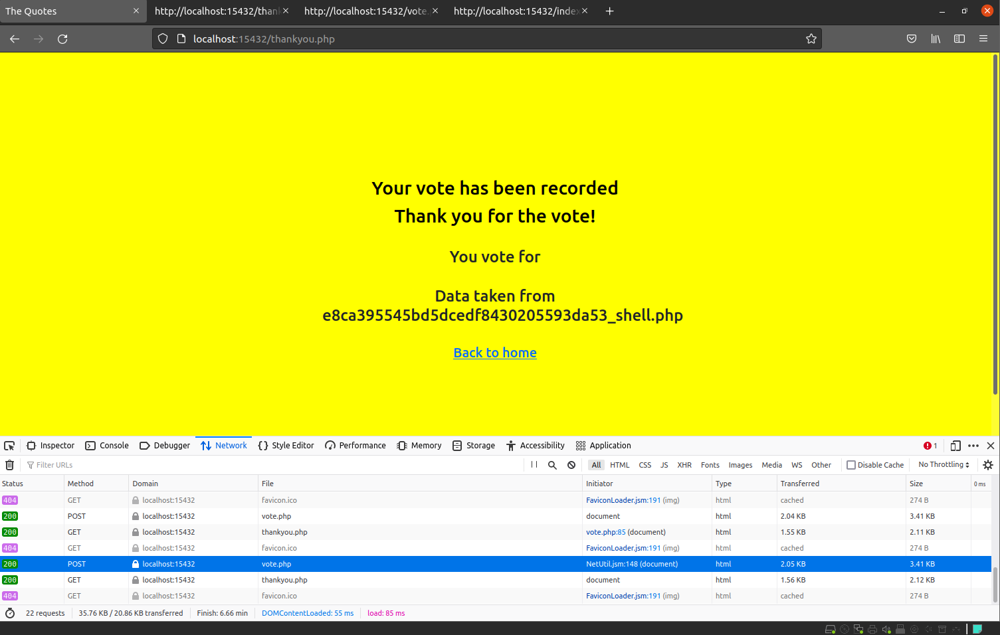 The Quotes
http://localhost:15432/thank
http://localhost:15432/vote.
http://localhost:15432/index
localhost:15432/thankyou.php
Your vote has been recorded
Thank you for the vote!
You vote for
Data taken from
e8ca395545bd5dcedf8430205593da53_shell.php
Back to home
Inspector Console Debugger Network Style Editor Performance Memory Storage Accessibility Application 1
Filter URLs All HTML CSS JS XHR Fonts Images Media WS Other Disable Cache No Throttling
Status Method Domain File Initiator Type Transferred Size 0 ms
404 GET localhost:15432 favicon.ico FaviconLoader.jsm:191 (img) html cached 274 B
200 POST localhost:15432 vote.php document html 2.04 KB 3.41 KB
200 GET localhost:15432 thankyou.php vote.php:85 (document) html 1.55 KB 2.11 KB
404 GET localhost:15432 favicon.ico FaviconLoader.jsm:191 (img) html cached 274 B
200 POST localhost:15432 vote.php NetUtil.jsm:148 (document) html 2.05 KB 3.41 KB
200 GET localhost:15432 thankyou.php document html 1.56 KB 2.12 KB
404 GET localhost:15432 favicon.ico FaviconLoader.jsm:191 (img) html cached 274 B
22 requests 35.76 KB / 20.86 KB transferred Finish: 6.66 min DOMContentLoaded: 55 ms load: 85 ms